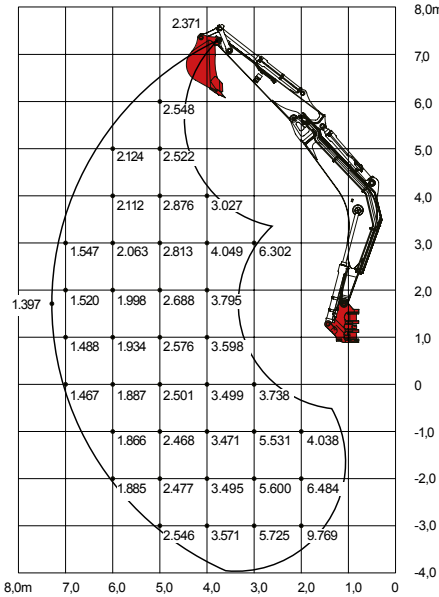 8,0m
2.371
7,0
6,0
2.548
5,0
2.124 2.522
4,0
2.112 2.876 3.027
3,0
1.547 2.063 2.813 4.049 6.302
2,0
1.397 1.520 1.998 2.688 3.795
1,0
1.488 1.934 2.576 3.598
0
1.467 1.887 2.501 3.499 3.738
-1,0
1.866 2.468 3.471 5.531 4.038
-2,0
1.885 2.477 3.495 5.600 6.484
-3,0
2.546 3.571 5.725 9.769
-4,0
8,0m 7,0 6,0 5,0 4,0 3,0 2,0 1,0 0